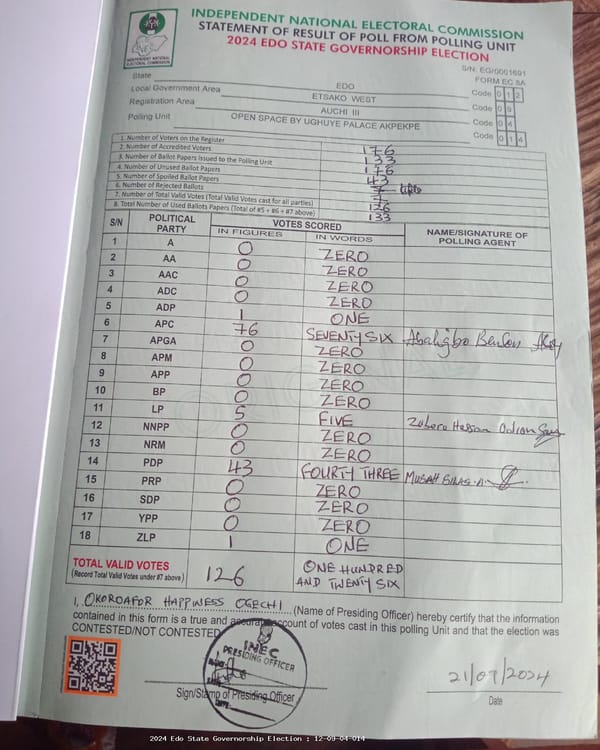 INDEPENDENT NATIONAL ELECTORAL COMMISSION
STATEMENT OF RESULT OF POLL FROM POLLING UNIT
2024 EDO STATE GOVERNORSHIP ELECTION
INDEPENDENT NATIONAL ELECTORAL COMMISSION
S/N: EG/0001691
FORM EC 8A
State EDO Code 0 1 2
Local Government Area ETSAKO WEST Code
Registration Area AUCHI III Code 0 4
Polling Unit OPEN SPACE BY UGHUYE PALACE AKPEKPE Code 0 1 4
1. Number of Voters on the Register 176
2. Number of Accredited Voters 133
3. Number of Ballot Papers Issued to the Polling Unit 176
4. Number of Unused Ballot Papers 43
5. Number of Spoiled Ballot Papers
6. Number of Rejected Ballots 7
7. Number of Total Valid Votes (Total Valid Votes cast for all parties) 126
8. Total Number of Used Ballots Papers (Total of #5 + #6 + #7 above) 133
S/N POLITICAL PARTY VOTES SCORED NAME/SIGNATURE OF POLLING AGENT
IN FIGURES IN WORDS
1 A 0 ZERO
2 AA 0 ZERO
3 AAC 0 ZERO
4 ADC 0 ZERO
5 ADP 1 ONE
6 APC 76 SEVENTY SIX
7 APGA 0 ZERO
8 APM 0 ZERO
9 APP 0 ZERO
10 BP 0 ZERO
11 LP 5 FIVE
12 NNPP 0 ZERO
13 NRM 0 ZERO
14 PDP 43 FOURTY THREE MUSAH
15 PRP 0 ZERO
16 SDP 0 ZERO
17 YPP 0 ZERO
18 ZLP 1 ONE
TOTAL VALID VOTES
(Record Total Valid Votes under #7 above) 126 ONE HUNDRED
AND TWENTY SIX
I, OKOROAFOR HAPPINESS OGECHI (Name of Presiding Officer) hereby certify that the information
contained in this form is a true and accurate account of votes cast in this polling Unit and that the election was
CONTESTED/NOT CONTESTED
INEC
PRESIDING OFFICER
21/09/2024
Sign/Stamp of Presiding Officer
Date
2024 Edo State Governorship Election : 12-09-04-014